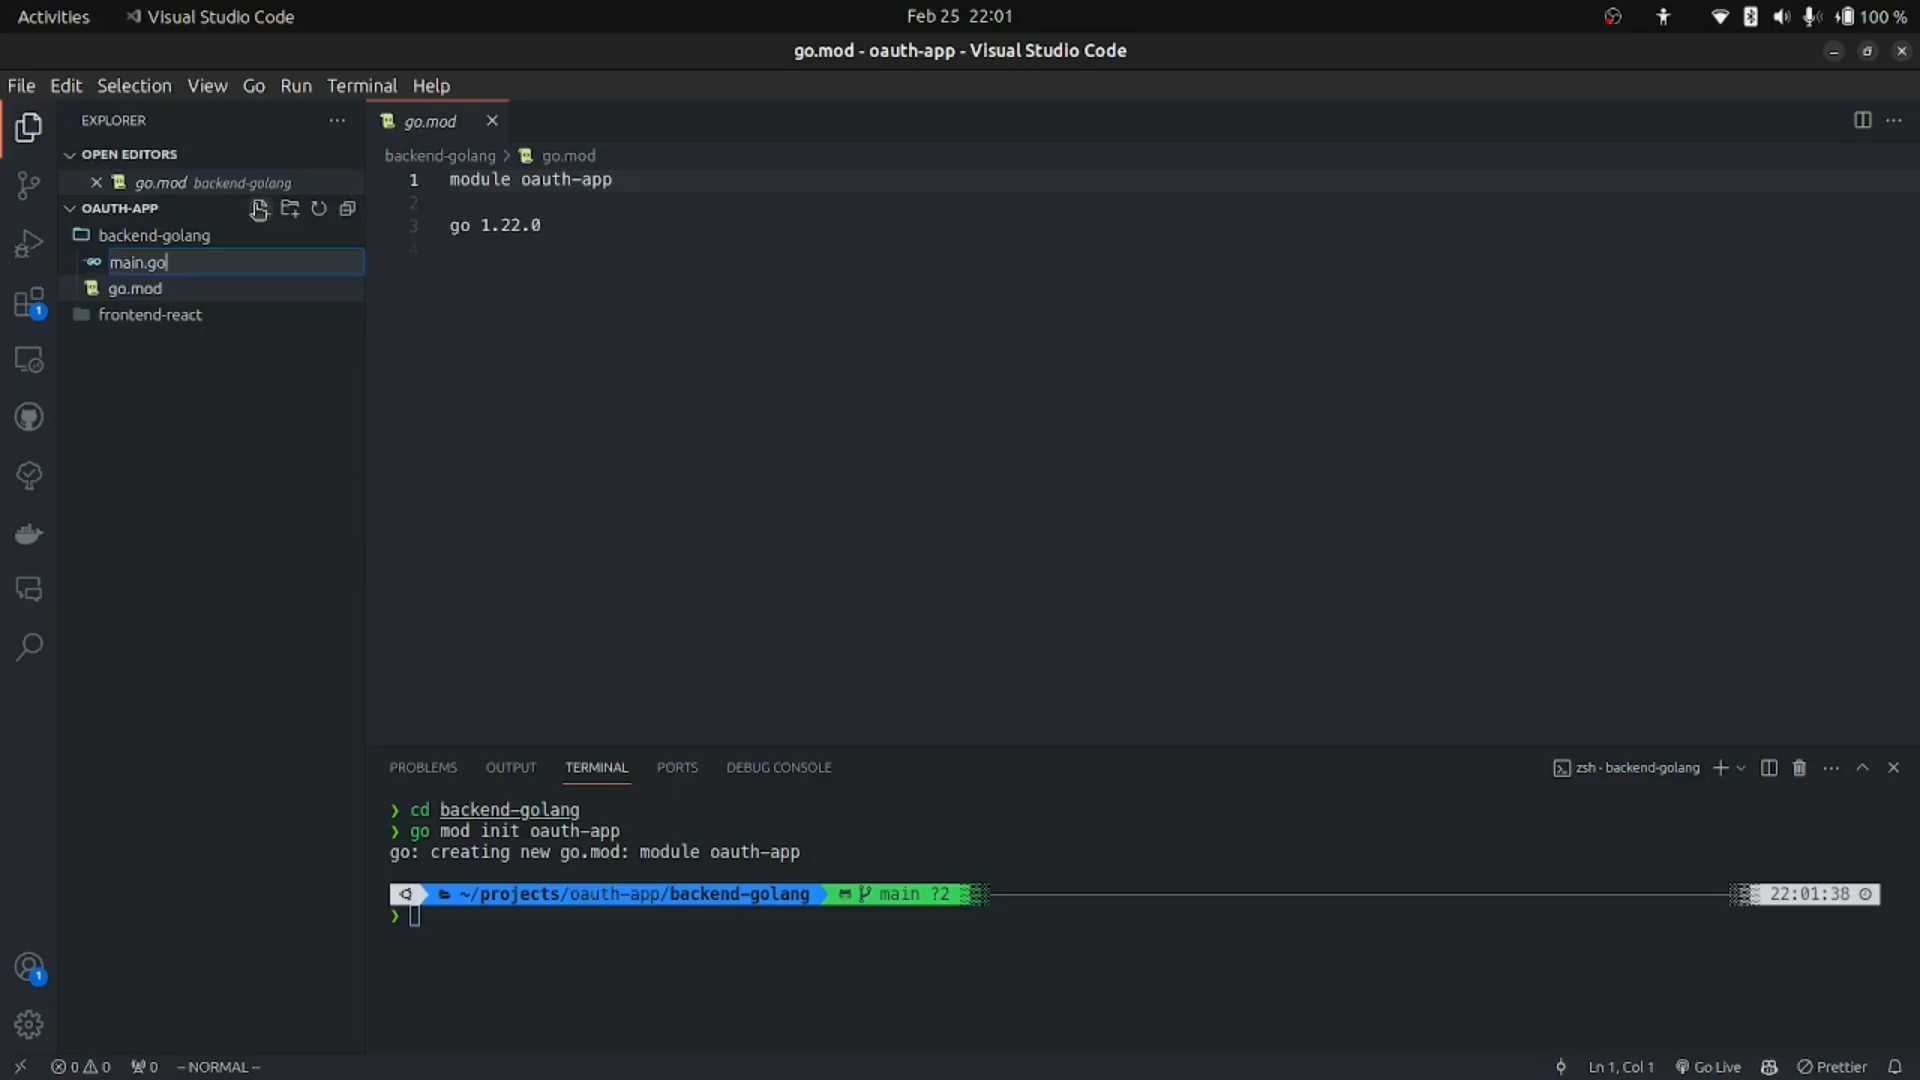 Activities Visual Studio Code Feb 25 22:01 100 %
go.mod - oauth-app - Visual Studio Code
File Edit Selection View Go Run Terminal Help
EXPLORER
OPEN EDITORS
go.mod backend-golang
OAUTH-APP
backend-golang
main.go
go.mod
frontend-react
1
1
go.mod
backend-golang > go.mod
1 module oauth-app
2
3 go 1.22.0
4
PROBLEMS OUTPUT TERMINAL PORTS DEBUG CONSOLE zsh - backend-golang
❯ cd backend-golang
❯ go mod init oauth-app
go: creating new go.mod: module oauth-app
~/projects/oauth-app/backend-golang main ?2 22:01:38
❯
0 0 0 -- NORMAL -- Ln 1, Col 1 Go Live Prettier